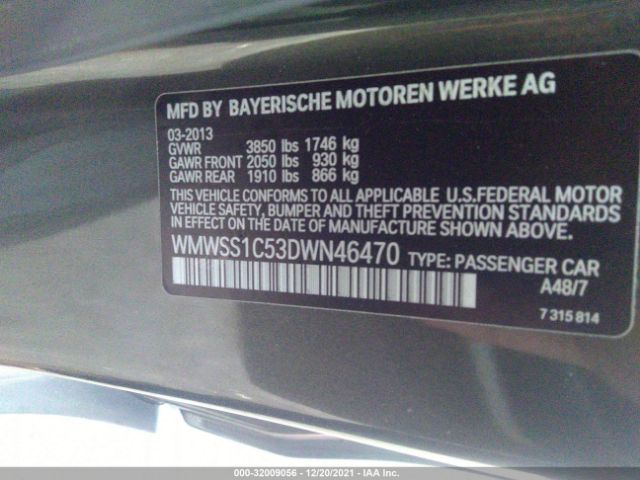 MFD BY BAYERISCHE MOTOREN WERKE AG
03-2013
GVWR 3850 lbs 1746 kg
GAWR FRONT 2050 lbs 930 kg
GAWR REAR 1910 lbs 866 kg
THIS VEHICLE CONFORMS TO ALL APPLICABLE U.S.FEDERAL MOTOR
VEHICLE SAFETY, BUMPER AND THEFT PREVENTION STANDARDS
IN EFFECT ON THE DATE OF MANUFACTURE SHOWN ABOVE.
WMWSS1C53DWN46470 TYPE: PASSENGER CAR
A48/7
7 315 814
000-32009056 - 12/20/2021 - IAA Inc.